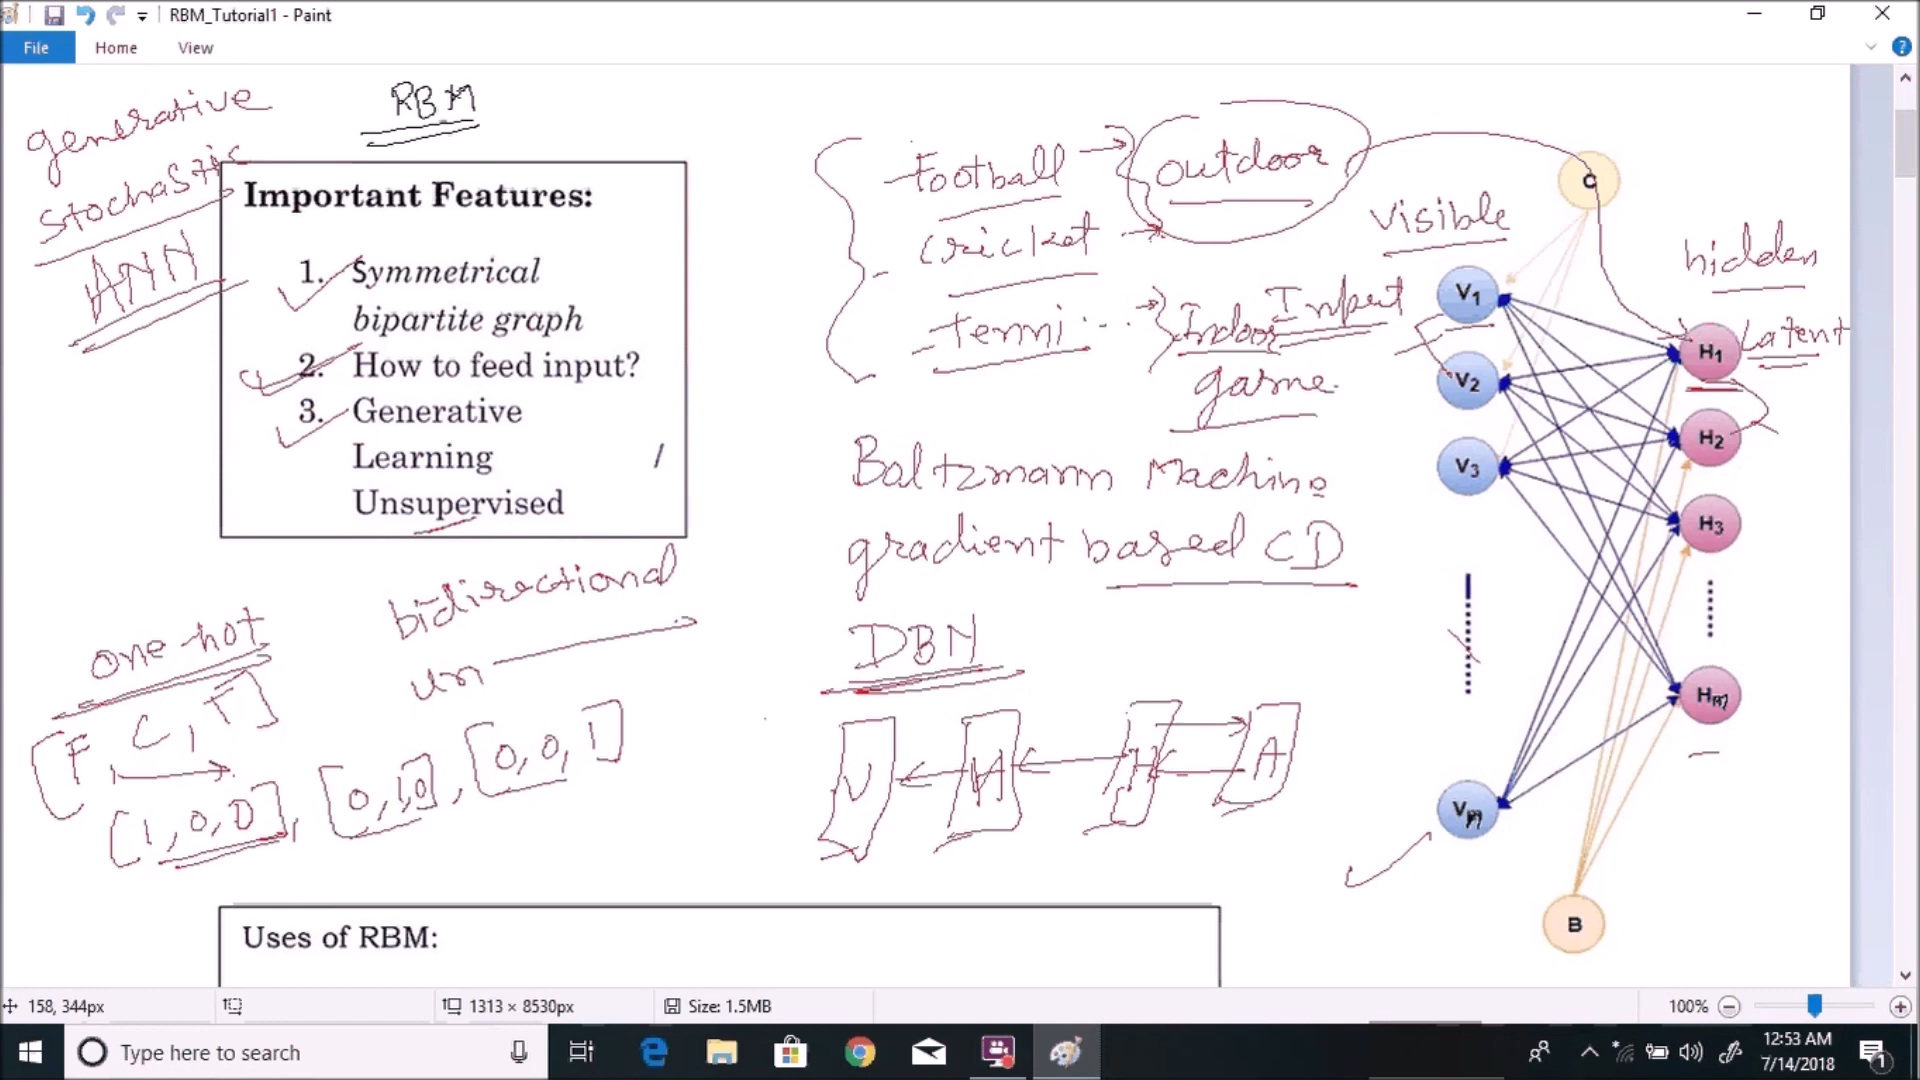 RBM_Tutorial1 - Paint
File Home View
generative
stochastic
ANN
RBM
Important Features:
1. Symmetrical
bipartite graph
2. How to feed input?
3. Generative
Learning /
Unsupervised
one-hot
[F, C, T]
[1, 0, 0], [0, 1, 0], [0, 0, 1]
bidirectional
un
Football → outdoor
Cricket →
Tenni... → Indoor
game.
Input
Boltzmann Machine
gradient based CD
DBN
V H H A
visible
hidden
Latent
C
V1
V2
V3
H1
H2
H3
B
Uses of RBM:
158, 344px
1313 × 8530px
Size: 1.5MB
100%
Type here to search
12:53 AM
7/14/2018
1